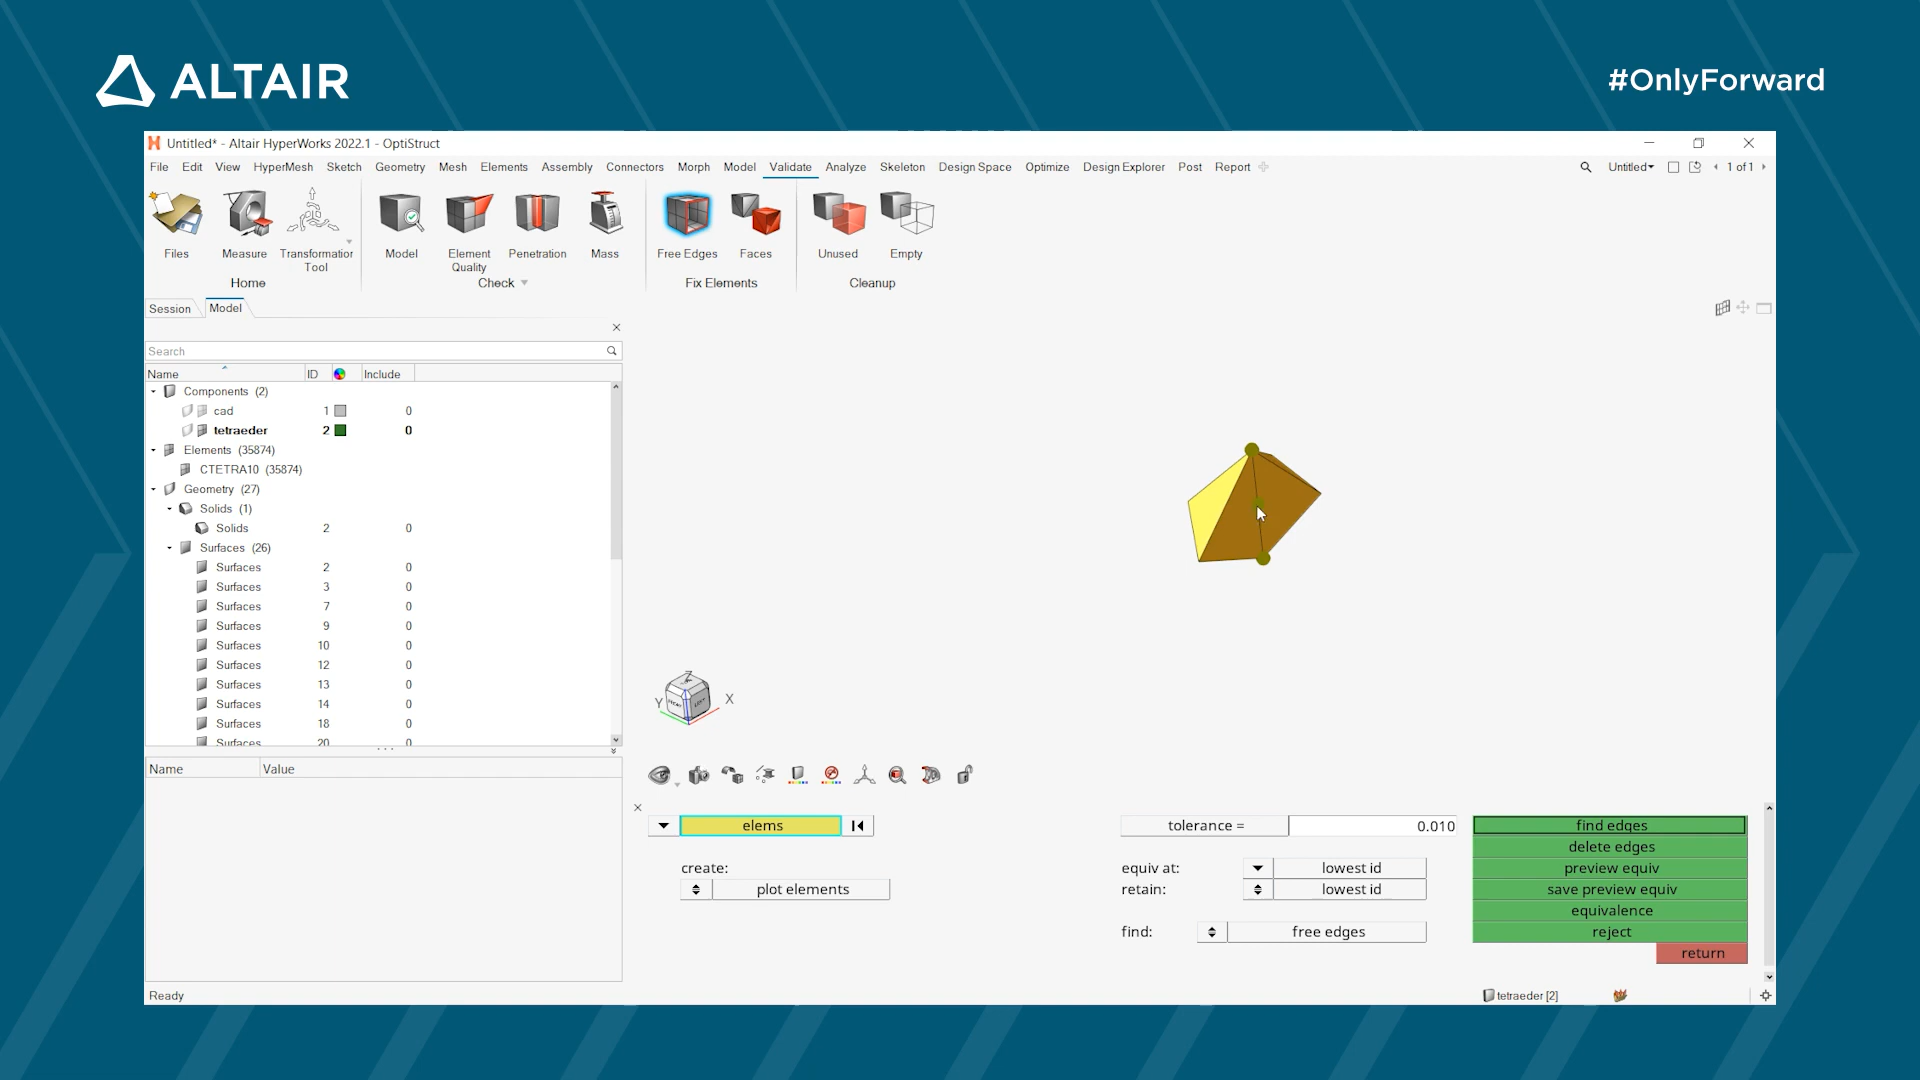 ALTAIR
#OnlyForward
Untitled* - Altair HyperWorks 2022.1 - OptiStruct
File Edit View HyperMesh Sketch Geometry Mesh Elements Assembly Connectors Morph Model Validate Analyze Skeleton Design Space Optimize Design Explorer Post Report Untitled 1 of 1
Files Measure Transformation Tool Model Element Quality Penetration Mass Free Edges Faces Unused Empty
Home Check Fix Elements Cleanup
Session Model
Search
Name ID Include
Components (2)
cad 1 0
tetraeder 2 0
Elements (35874)
CTETRA10 (35874)
Geometry (27)
Solids (1)
Solids 2 0
Surfaces (26)
Surfaces 2 0
Surfaces 3 0
Surfaces 7 0
Surfaces 9 0
Surfaces 10 0
Surfaces 12 0
Surfaces 13 0
Surfaces 14 0
Surfaces 18 0
Surfaces 20 0
Z
Y X
Name Value
elems tolerance = 0.010 find edges
delete edges
create: equiv at: lowest id preview equiv
plot elements retain: lowest id save preview equiv
equivalence
find: free edges reject
return
Ready tetraeder [2]